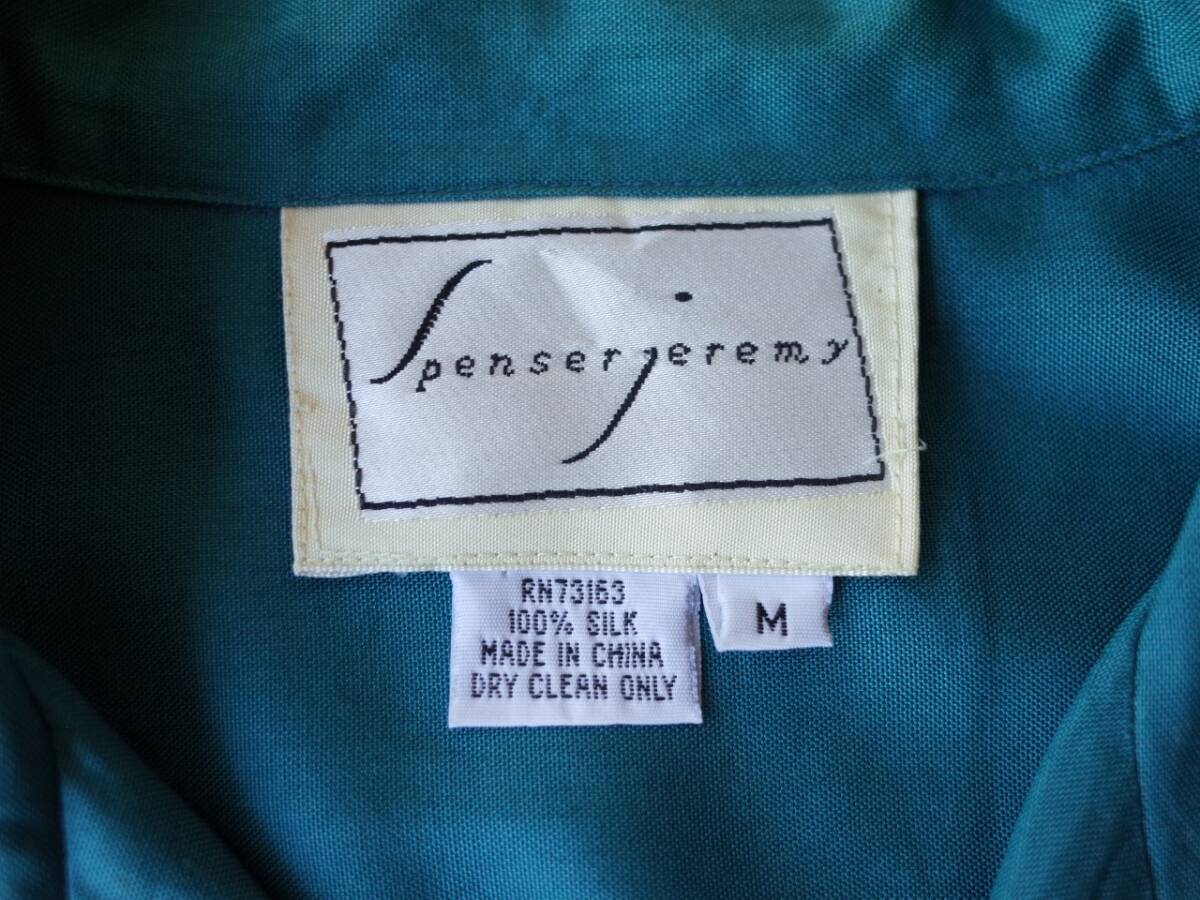 Spenser jeremy
RN73163
100% SILK
MADE IN CHINA
DRY CLEAN ONLY
M